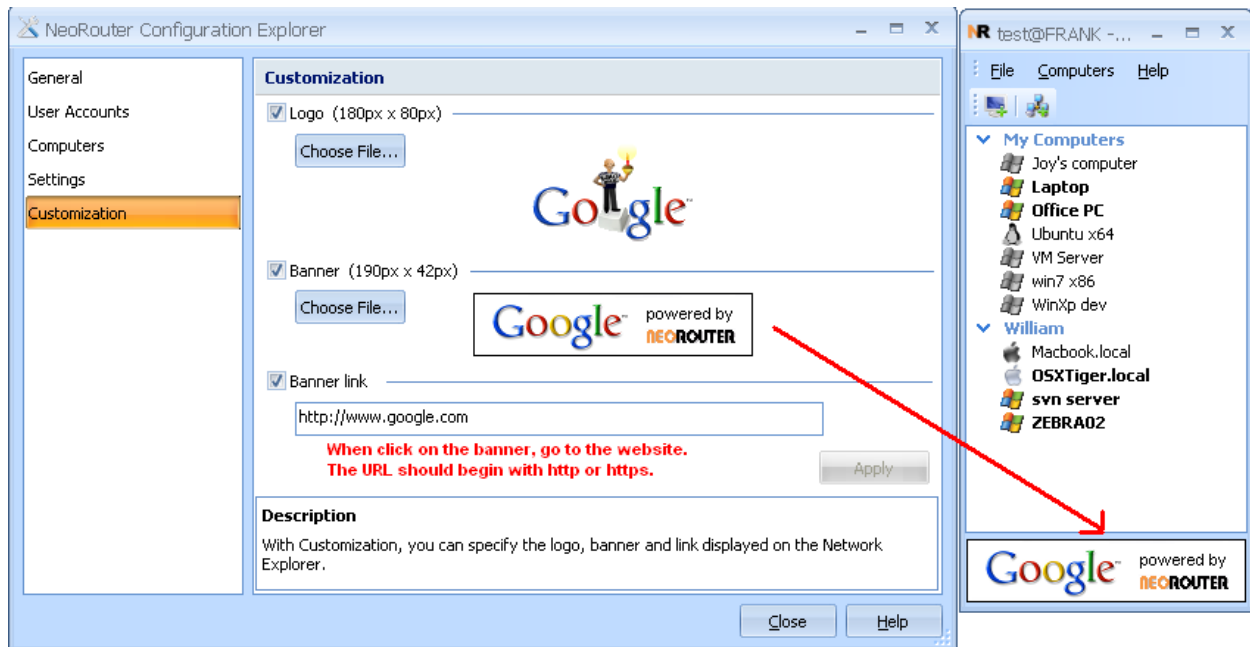 NeoRouter Configuration Explorer
General
User Accounts
Computers
Settings
Customization
Customization
Logo (180px x 80px)
Choose File...
Google™
Banner (190px x 42px)
Choose File...
Google™ powered by
NEOROUTER
Banner link
http://www.google.com
When click on the banner, go to the website.
The URL should begin with http or https.
Apply
Description
With Customization, you can specify the logo, banner and link displayed on the Network
Explorer.
Close
Help
NR test@FRANK -...
File Computers Help
My Computers
Joy's computer
Laptop
Office PC
Ubuntu x64
VM Server
win7 x86
WinXp dev
William
Macbook.local
OSXTiger.local
svn server
ZEBRA02
Google™ powered by
NEOROUTER